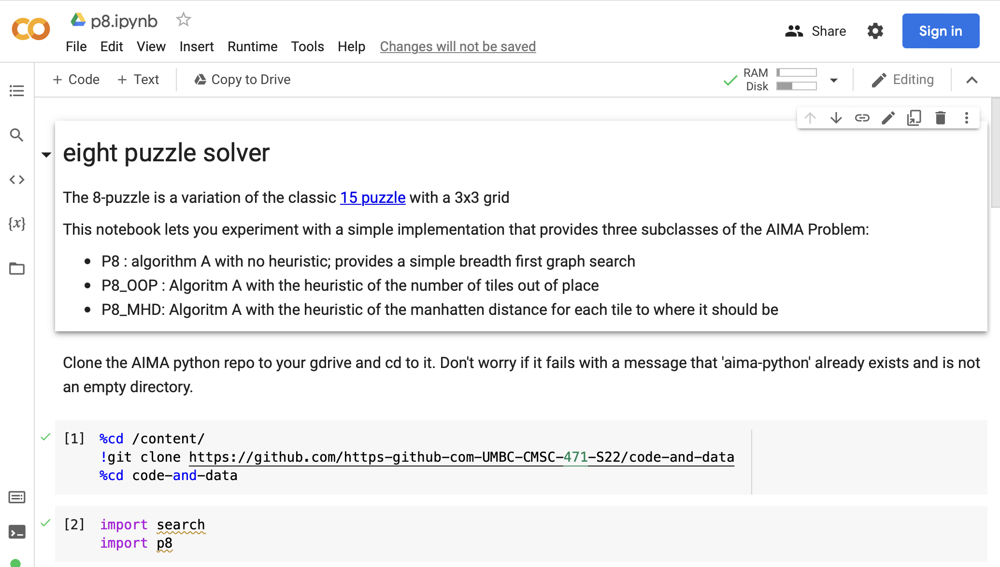 p8.ipynb
File Edit View Insert Runtime Tools Help Changes will not be saved
Share
Sign in
+ Code + Text Copy to Drive
RAM
Disk
Editing
eight puzzle solver
The 8-puzzle is a variation of the classic 15 puzzle with a 3x3 grid
This notebook lets you experiment with a simple implementation that provides three subclasses of the AIMA Problem:
• P8 : algorithm A with no heuristic; provides a simple breadth first graph search
• P8_OOP : Algoritm A with the heuristic of the number of tiles out of place
• P8_MHD: Algoritm A with the heuristic of the manhatten distance for each tile to where it should be
Clone the AIMA python repo to your gdrive and cd to it. Don't worry if it fails with a message that 'aima-python' already exists and is not
an empty directory.
[1] %cd /content/
!git clone https://github.com/https-github-com-UMBC-CMSC-471-S22/code-and-data
%cd code-and-data
[2] import search
import p8
{x}